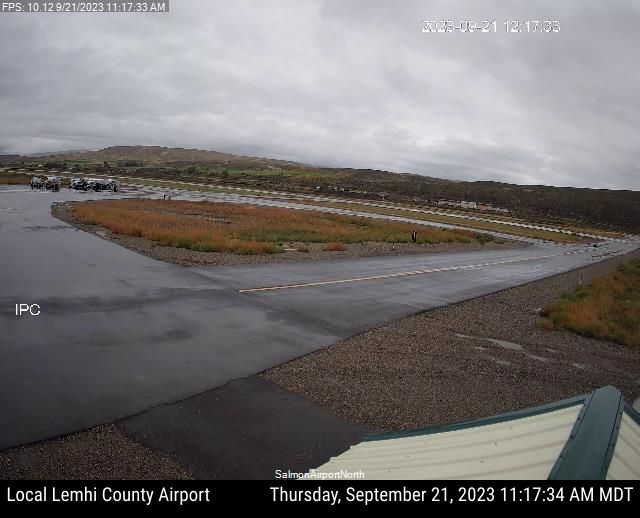 FPS: 10.12 9/21/2023 11:17:33 AM
2023-09-21 12:17:33
IPC
SalmonAirportNorth
Local Lemhi County Airport Thursday, September 21, 2023 11:17:34 AM MDT